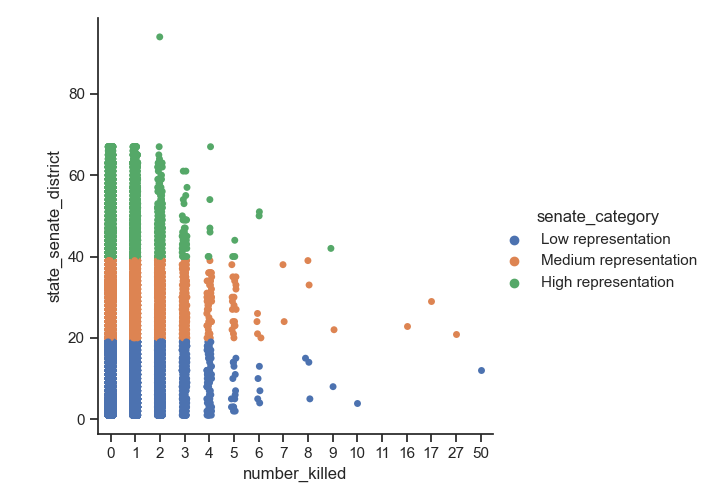 80
60
40
20
0
state_senate_district
0 1 2 3 4 5 6 7 8 9 10 11 16 17 27 50
number_killed
senate_category
Low representation
Medium representation
High representation